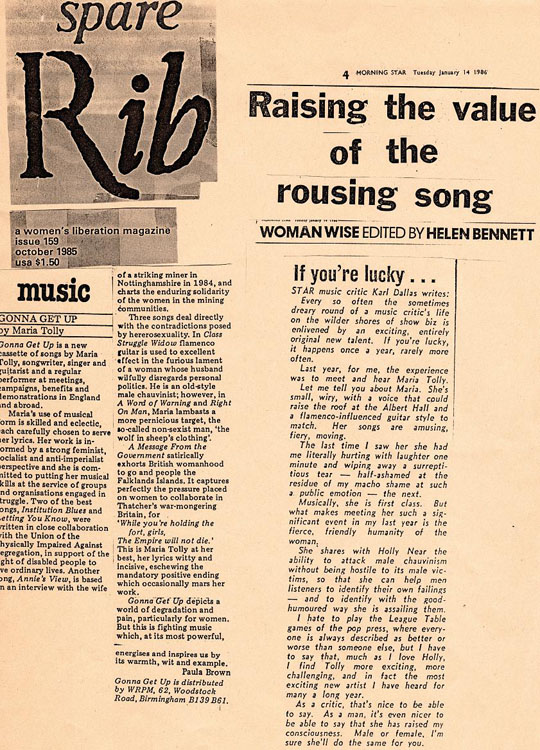 spare
Rib
a women's liberation magazine
issue 159
october 1985
usa $1.50
music
GONNA GET UP
by Maria Tolly
Gonna Get Up is a new
cassette of songs by Maria
Tolly, songwriter, singer and
guitarist and a regular
performer at meetings,
campaigns, benefits and
demonstrations in England
and abroad.
Maria's use of musical
form is skilled and eclectic,
each carefully chosen to serve
her lyrics. Her work is in-
formed by a strong feminist,
socialist and anti-imperialist
perspective and she is com-
mitted to putting her musical
skills at the service of groups
and organisations engaged in
struggle. Two of the best
songs, Institution Blues and
Getting You Know, were
written in close collaboration
with the Union of the
Physically Impaired Against
Segregation, in support of the
right of disabled people to
live ordinary lives. Another
song, Annie's View, is based
on an interview with the wife
of a striking miner in
Nottinghamshire in 1984, and
charts the enduring solidarity
of the women in the mining
communities.
Three songs deal directly
with the contradictions posed
by heterosexuality. In Class
Struggle Widow flamenco
guitar is used to excellent
effect in the furious lament
of a woman whose husband
wilfully disregards personal
politics. He is an old-style
male chauvinist; however, in
A Word of Warning and Right
On Man, Maria lambasts a
more pernicious target, the
so-called non-sexist man, 'the
wolf in sheep's clothing'.
A Message From the
Government satirically
exhorts British womanhood
to go and people the
Falklands Islands. It captures
perfectly the pressure placed
on women to collaborate in
Thatcher's war-mongering
Britain, for
'While you're holding the
fort, girls,
The Empire will not die.'
This is Maria Tolly at her
best, her lyrics witty and
incisive, eschewing the
mandatory positive ending
which occasionally mars her
work.
Gonna Get Up depicts a
world of degradation and
pain, particularly for women.
But this is fighting music
which, at its most powerful,
energises and inspires us by
its warmth, wit and example.
Paula Brown
Gonna Get Up is distributed
by WRPM, 62, Woodstock
Road, Birmingham B139 B61.
4 MORNING STAR Tuesday January 14 1986
Raising the value
of the
rousing song
WOMAN WISE EDITED BY HELEN BENNETT
If you're lucky ...
STAR music critic Karl Dallas writes:
Every so often the sometimes
dreary round of a music critic's life
on the wilder shores of show biz is
enlivened by an exciting, entirely
original new talent. If you're lucky,
it happens once a year, rarely more
often.
Last year, for me, the experience
was to meet and hear Maria Tolly.
Let me tell you about Maria. She's
small, wiry, with a voice that could
raise the roof at the Albert Hall and
a flamenco-influenced guitar style to
match. Her songs are amusing,
fiery, moving.
The last time I saw her she had
me literally hurting with laughter one
minute and wiping away a surrepti-
tious tear — half-ashamed at the
residue of my macho shame at such
a public emotion — the next.
Musically, she is first class. But
what makes meeting her such a sig-
nificant event in my last year is the
fierce, friendly humanity of the
woman,
She shares with Holly Near the
ability to attack male chauvinism
without being hostile to its male vic-
tims, so that she can help men
listeners to identify their own failings
— and to identify with the good-
humoured way she is assailing them.
I hate to play the League Table
games of the pop press, where every-
one is always described as better or
worse than someone else, but I have
to say that, much as I love Holly,
I find Tolly more exciting, more
challenging, and in fact the most
exciting new artist I have heard for
many a long year.
As a critic, that's nice to be able
to say. As a man, it's even nicer to
be able to say that she has raised my
consciousness. Male or female, I'm
sure she'll do the same for you.